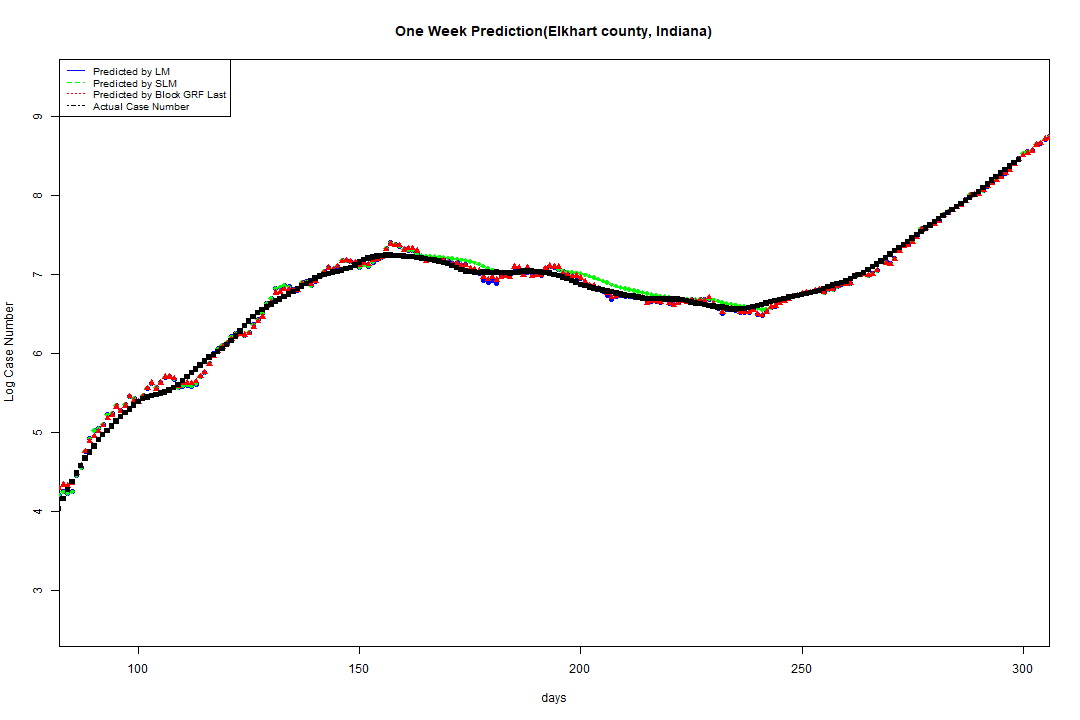 One Week Prediction(Elkhart county, Indiana)
Predicted by LM
Predicted by SLM
Predicted by Block GRF Last
Actual Case Number
Log Case Number
9
8
7
6
5
4
3
100 150 200 250 300
days